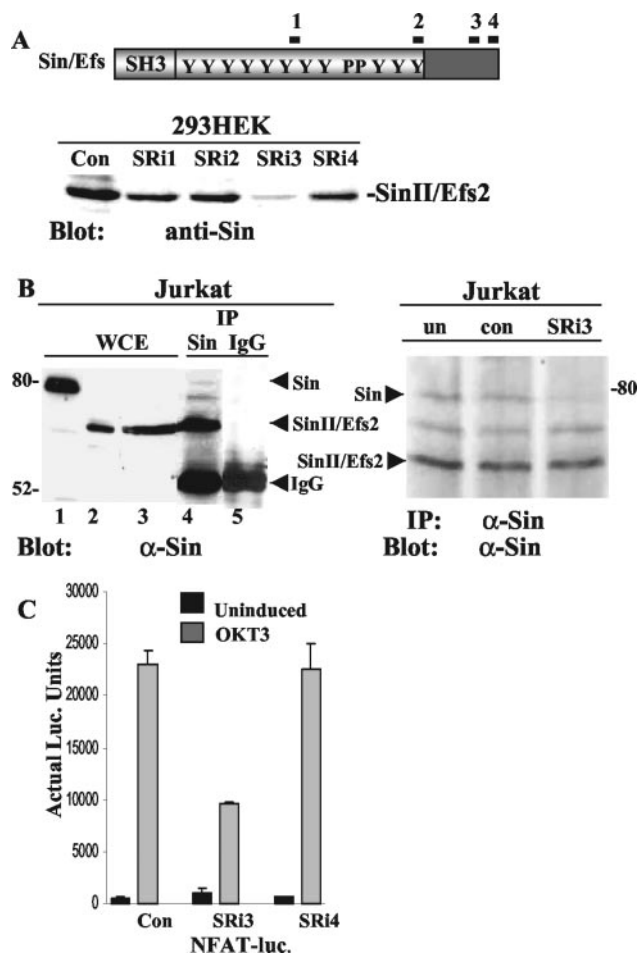 A
1 2 3 4
Sin/Efs SH3 Y Y Y Y Y Y Y Y PP Y Y Y
293HEK
Con SRi1 SRi2 SRi3 SRi4
-SinII/Efs2
Blot: anti-Sin
B
Jurkat
WCE IP
Sin IgG
80-
52-
Sin
SinII/Efs2
IgG
1 2 3 4 5
Blot: α-Sin
Jurkat
un con SRi3
Sin
-80
SinII/Efs2
IP: α-Sin
Blot: α-Sin
C
Uninduced
OKT3
Actual Luc. Units
30000
25000
20000
15000
10000
5000
0
Con SRi3 SRi4
NFAT-luc.